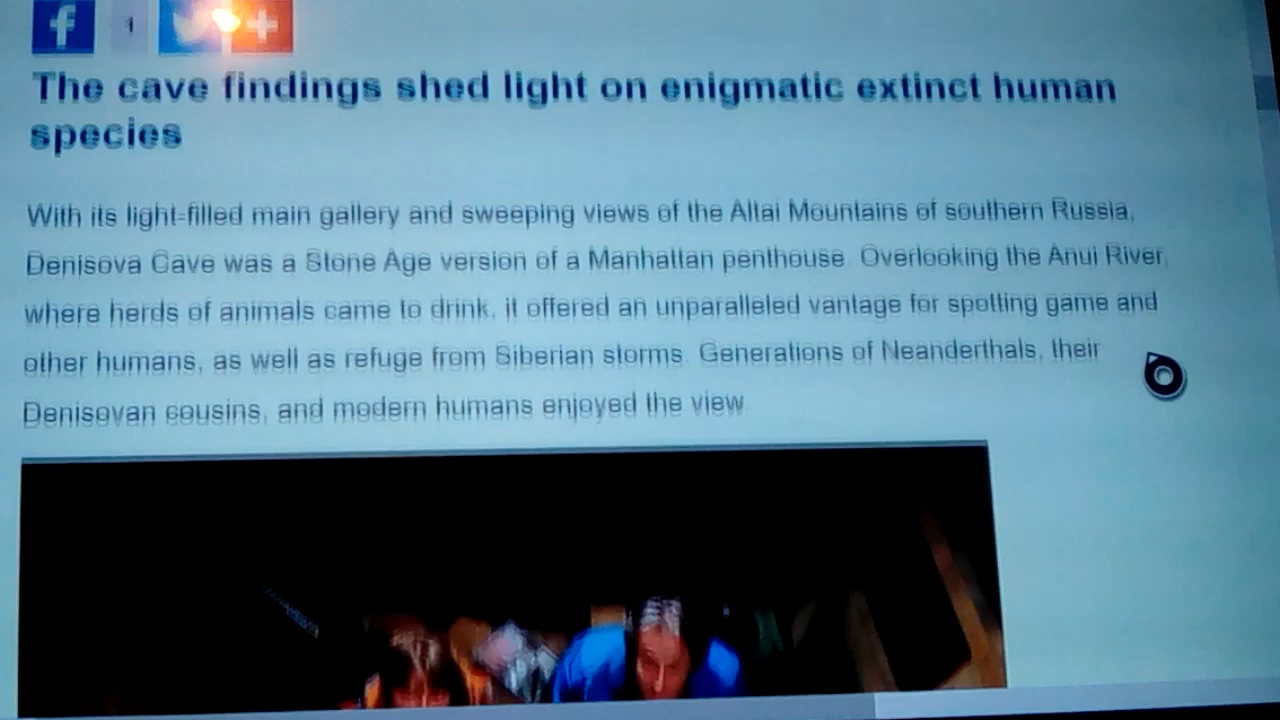 f 1 +
The cave findings shed light on enigmatic extinct human
species
With its light-filled main gallery and sweeping views of the Altai Mountains of southern Russia,
Denisova Cave was a Stone Age version of a Manhattan penthouse. Overlooking the Anui River,
where herds of animals came to drink, it offered an unparalleled vantage for spotting game and
other humans, as well as refuge from Siberian storms. Generations of Neanderthals, their
Denisovan cousins, and modern humans enjoyed the view.